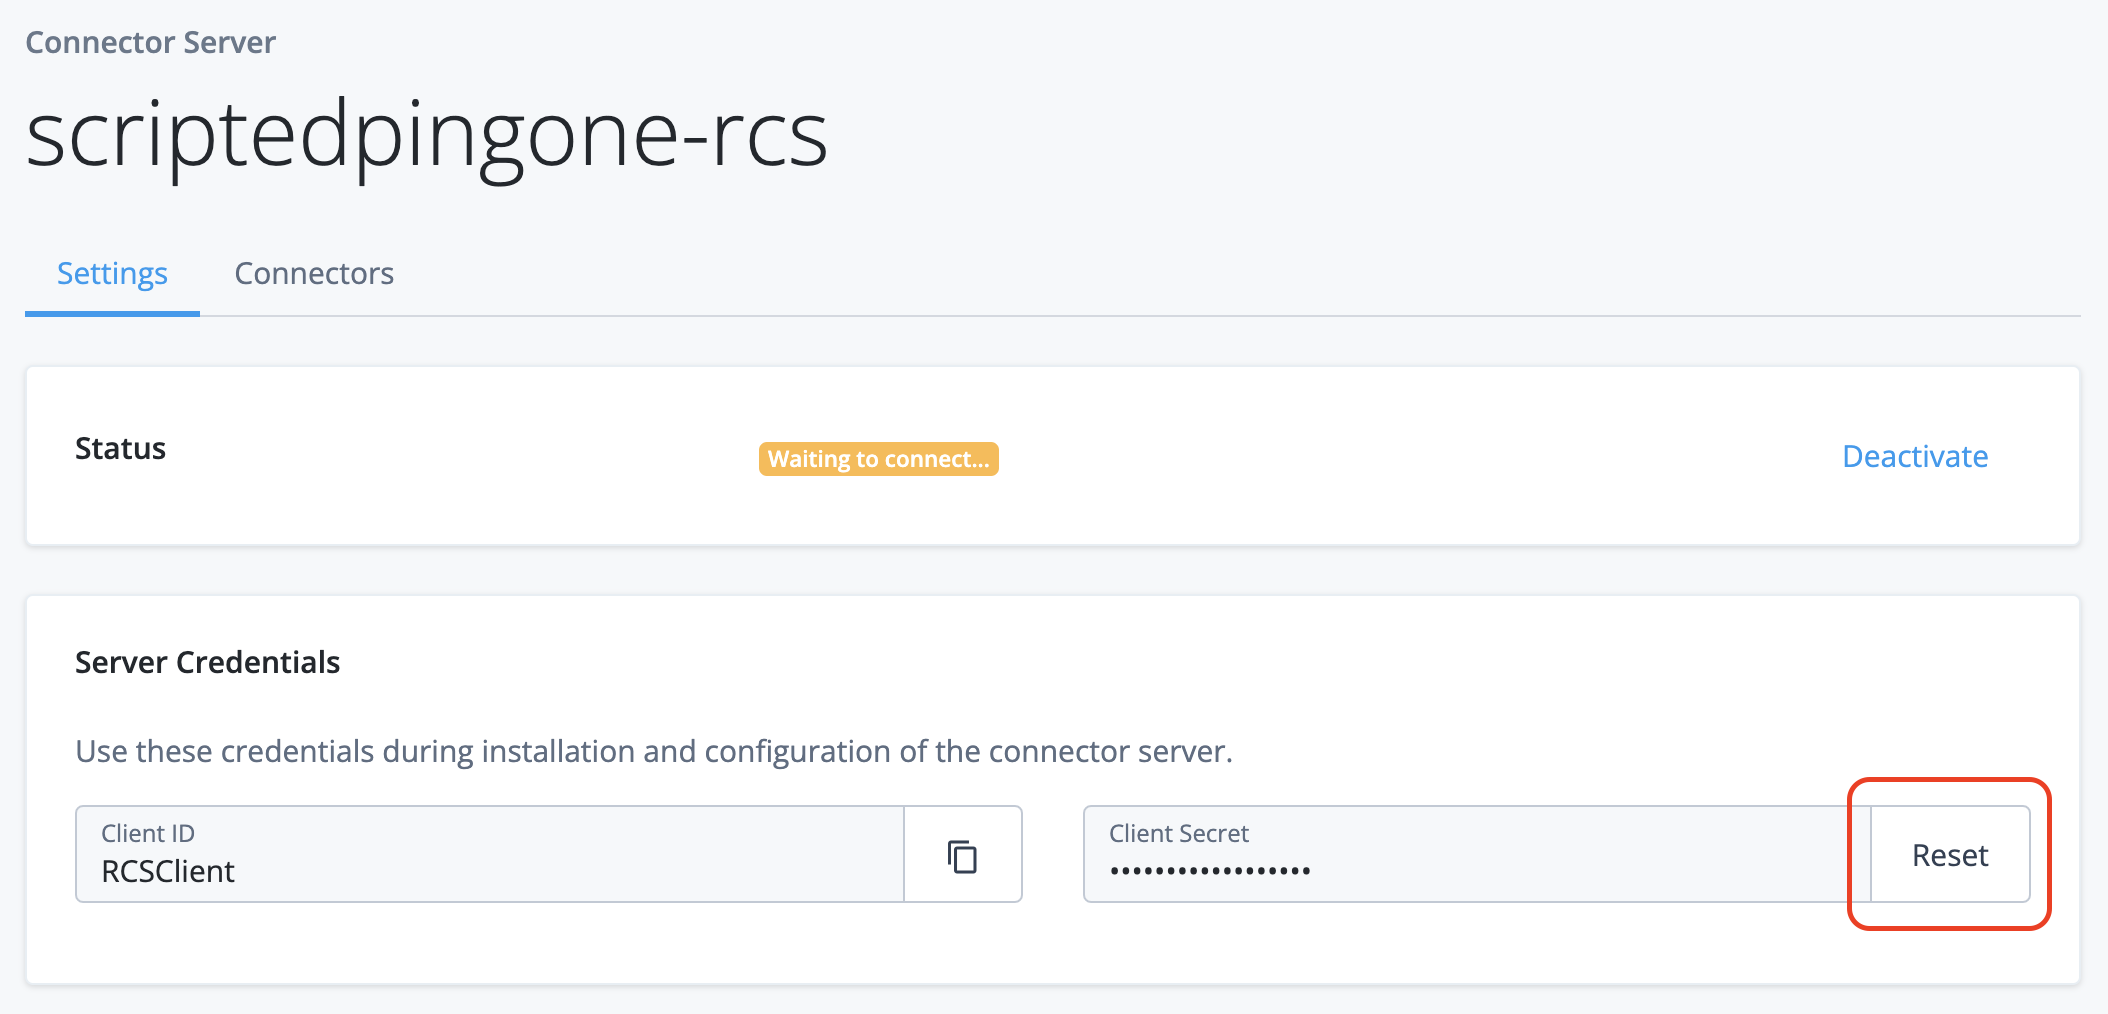 Connector Server
scriptedpingone-rcs
Settings Connectors
Status Waiting to connect... Deactivate
Server Credentials
Use these credentials during installation and configuration of the connector server.
Client ID
RCSClient
Client Secret
••••••••••••••••••
Reset